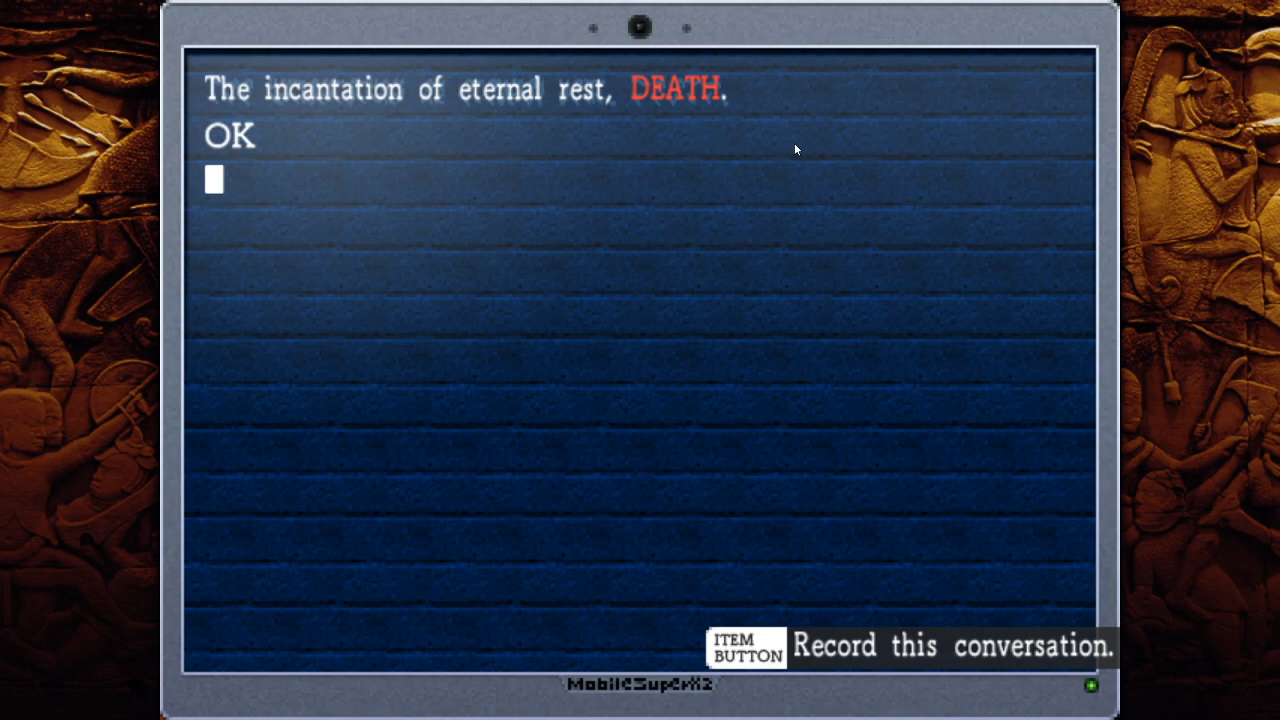 The incantation of eternal rest, DEATH.
OK
ITEM
BUTTON
Record this conversation.
MobileSuperX2